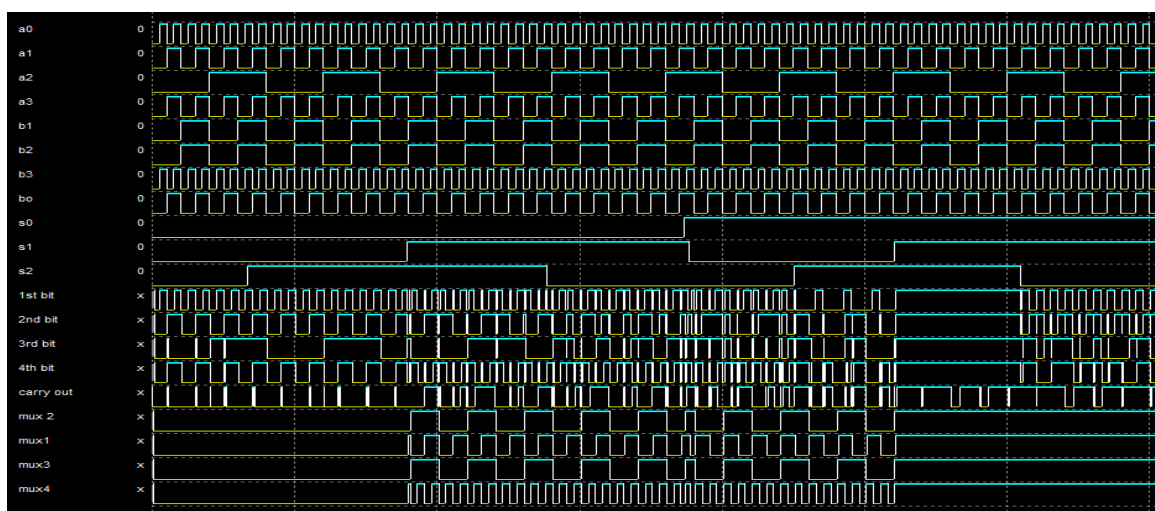 a0 0
a1 0
a2 0
a3 0
b1 0
b2 0
b3 0
bo 0
s0 0
s1 0
s2 0
1st bit x
2nd bit x
3rd bit x
4th bit x
carry out x
mux 2 x
mux1 x
mux3 x
mux4 x